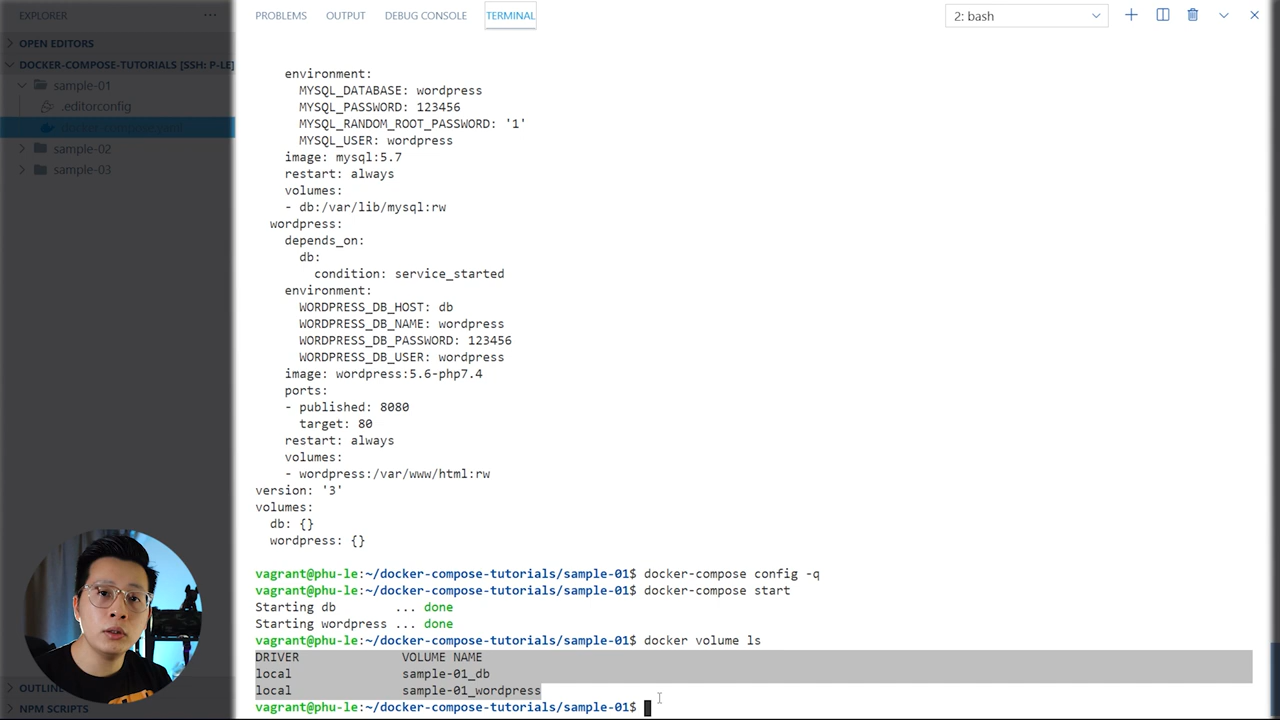 EXPLORER ···
OPEN EDITORS
DOCKER-COMPOSE-TUTORIALS [SSH: P-LE]
sample-01
.editorconfig
docker-compose.yaml
sample-02
sample-03
OUTLINE
NPM SCRIPTS
PROBLEMS OUTPUT DEBUG CONSOLE TERMINAL 2: bash
environment:
MYSQL_DATABASE: wordpress
MYSQL_PASSWORD: 123456
MYSQL_RANDOM_ROOT_PASSWORD: '1'
MYSQL_USER: wordpress
image: mysql:5.7
restart: always
volumes:
- db:/var/lib/mysql:rw
wordpress:
depends_on:
db:
condition: service_started
environment:
WORDPRESS_DB_HOST: db
WORDPRESS_DB_NAME: wordpress
WORDPRESS_DB_PASSWORD: 123456
WORDPRESS_DB_USER: wordpress
image: wordpress:5.6-php7.4
ports:
- published: 8080
target: 80
restart: always
volumes:
- wordpress:/var/www/html:rw
version: '3'
volumes:
db: {}
wordpress: {}
vagrant@phu-le:~/docker-compose-tutorials/sample-01$ docker-compose config -q
vagrant@phu-le:~/docker-compose-tutorials/sample-01$ docker-compose start
Starting db ... done
Starting wordpress ... done
vagrant@phu-le:~/docker-compose-tutorials/sample-01$ docker volume ls
DRIVER VOLUME NAME
local sample-01_db
local sample-01_wordpress
vagrant@phu-le:~/docker-compose-tutorials/sample-01$